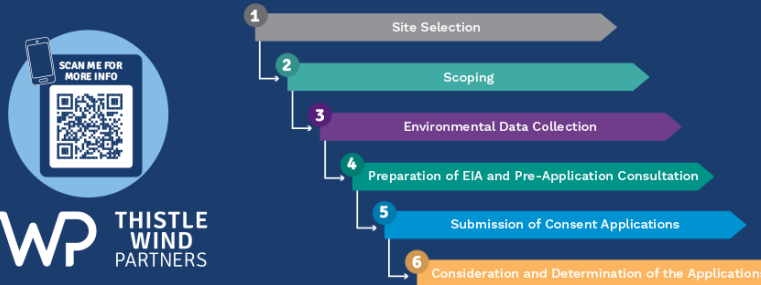 1
Site Selection
SCAN ME FOR
MORE INFO
2
Scoping
3
Environmental Data Collection
4
Preparation of EIA and Pre-Application Consultation
WP
THISTLE
WIND
PARTNERS
5
Submission of Consent Applications
6
Consideration and Determination of the Applications